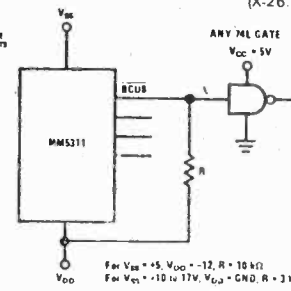 (X-26.
ANY 74L GATE
VSS
VCC = 5V
BCU8
MM5311
R
VDD
For VSS = +5, VDD = -12, R = 10 kΩ
For VSS = +10 to 17V, VDD = GND, R = 3